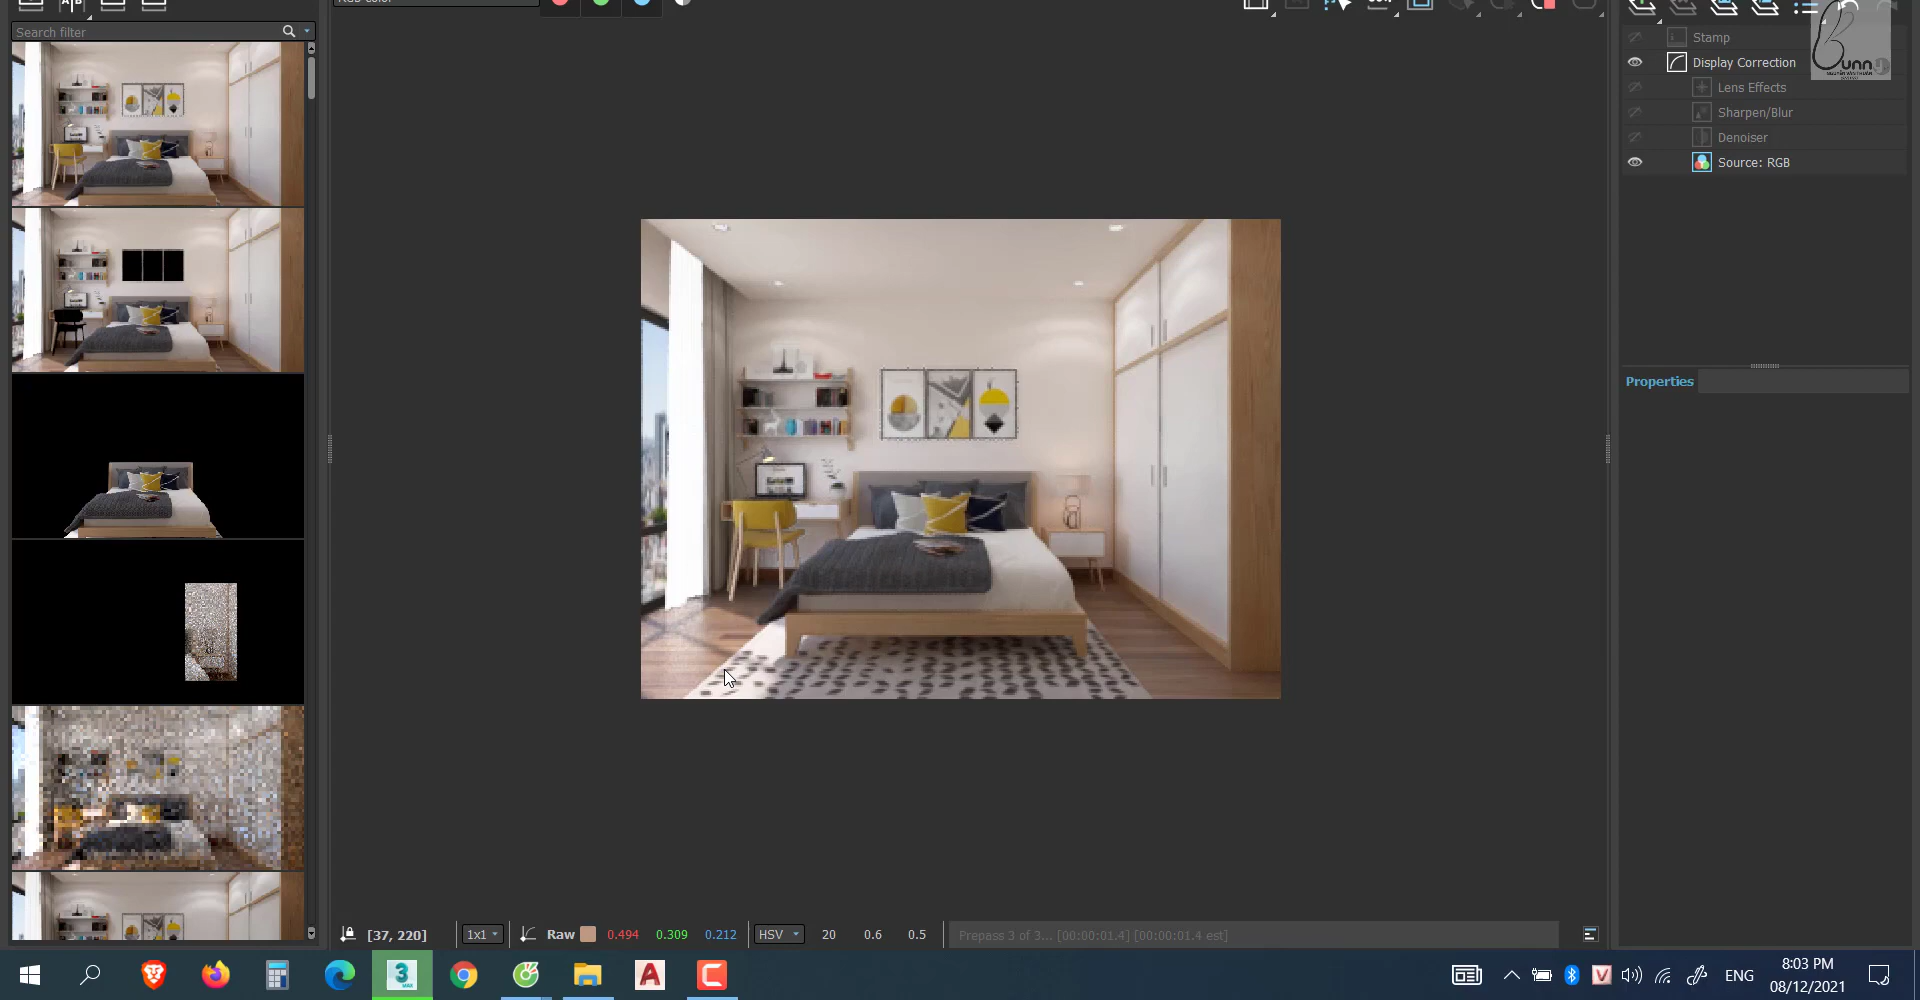 Search filter
Stamp
Display Correction
Lens Effects
Sharpen/Blur
Denoiser
Source: RGB
Properties
[37, 220]
1x1
Raw
0.494
0.309
0.212
HSV
20
0.6
0.5
Prepass 3 of 3... [00:00:01.4] [00:00:01.4 est]
ENG
8:03 PM
08/12/2021